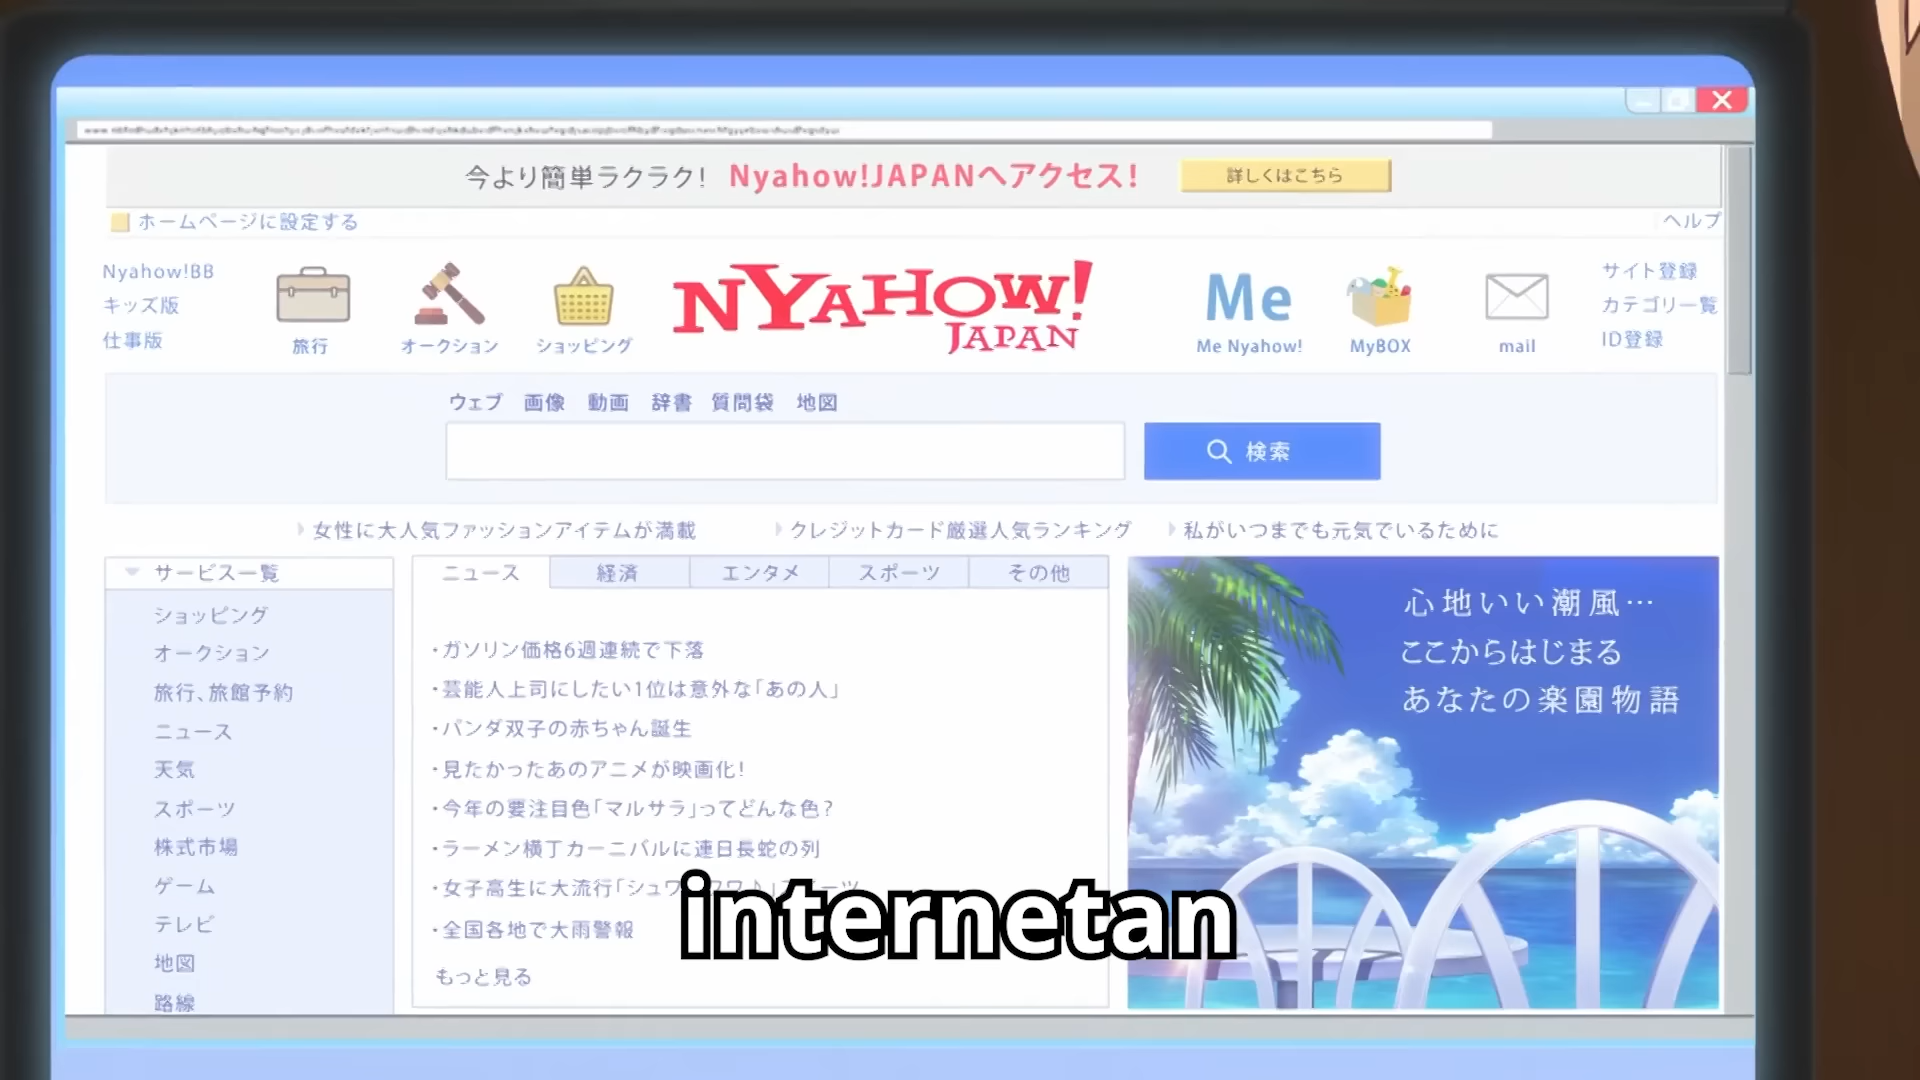 今より簡単ラクラク! Nyahow!JAPANへアクセス! 詳しくはこちら
ホームページに設定する
ヘルプ
Nyahow!BB
キッズ版
仕事版
旅行
オークション
ショッピング
NYAHOW!
JAPAN
Me
Me Nyahow!
MyBOX
mail
サイト登録
カテゴリー覧
ID登録
ウェブ 画像 動画 辞書 質問袋 地図
検索
女性に大人気ファッションアイテムが満載
クレジットカード厳選人気ランキング
私がいつまでも元気でいるために
サービス一覧
ショッピング
オークション
旅行、旅館予約
ニュース
天気
スポーツ
株式市場
ゲーム
テレビ
地図
路線
ニュース 経済 エンタメ スポーツ その他
・ガソリン価格6週連続で下落
・芸能人上司にしたい1位は意外な「あの人」
・パンダ双子の赤ちゃん誕生
・見たかったあのアニメが映画化!
・今年の要注目色「マルサラ」ってどんな色?
・ラーメン横丁カーニバルに連日長蛇の列
・女子高生に大流行「シュワ
・全国各地で大雨警報
もっと見る
心地いい潮風…
ここからはじまる
あなたの楽園物語
internetan